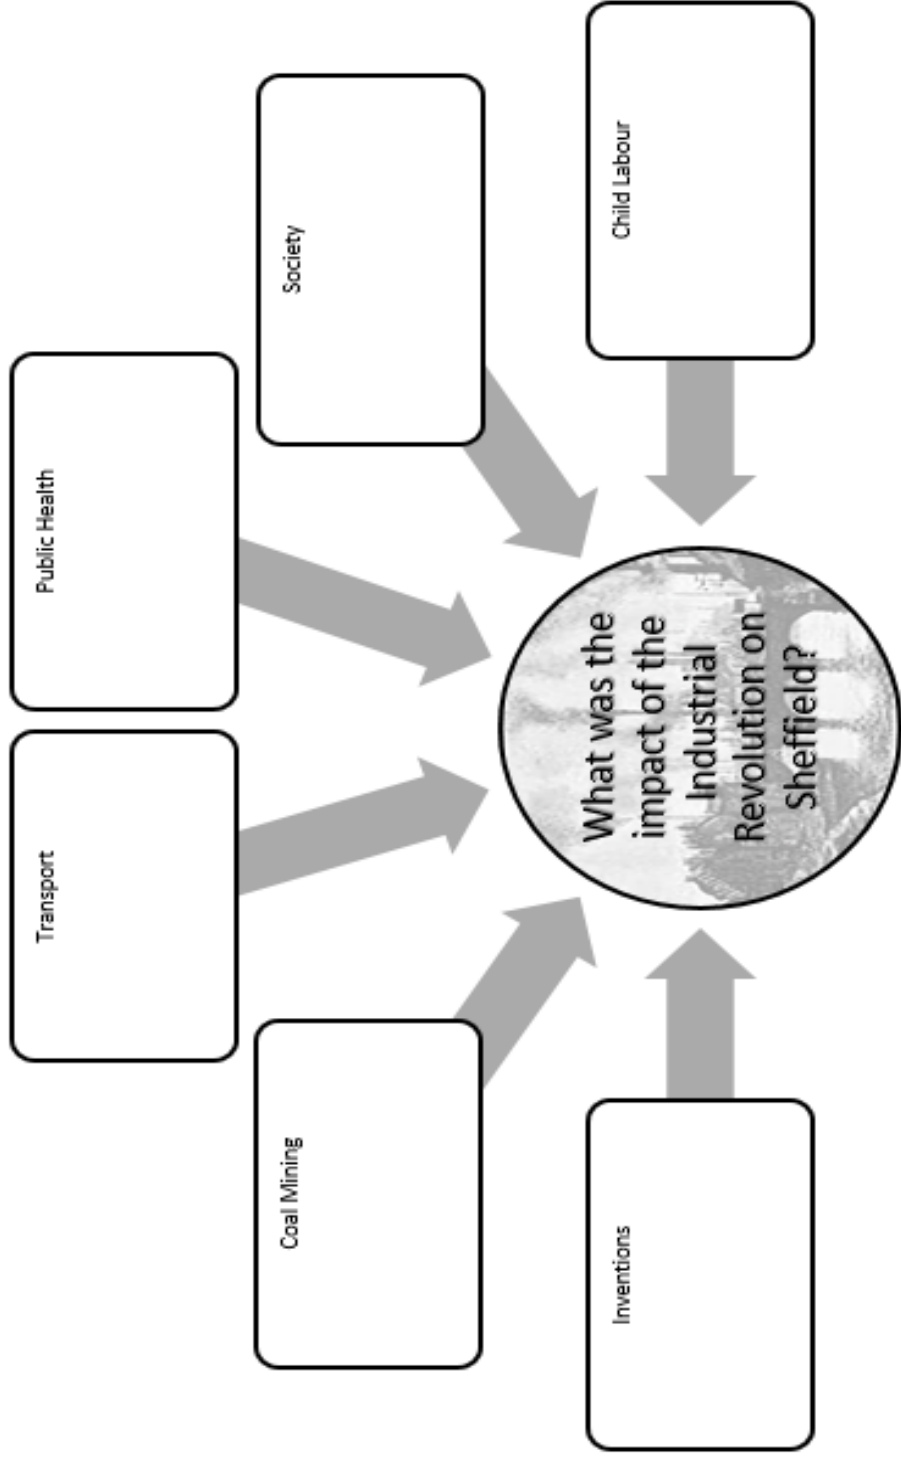 Public Health
Transport
Society
Coal Mining
Child Labour
Inventions
What was the
impact of the
Industrial
Revolution on
Sheffield?